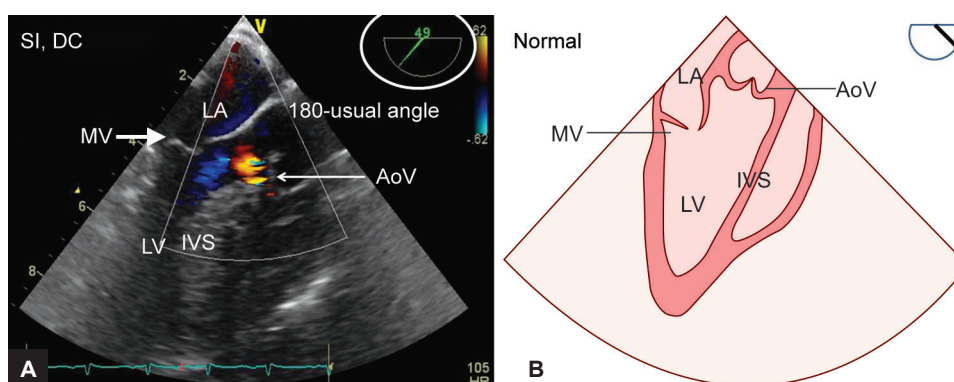 SI, DC
V
49
.62
2
LA
180-usual angle
MV
4
-.62
AoV
6
LV
IVS
8
A
105
HR
Normal
LA
AoV
MV
IVS
LV
B